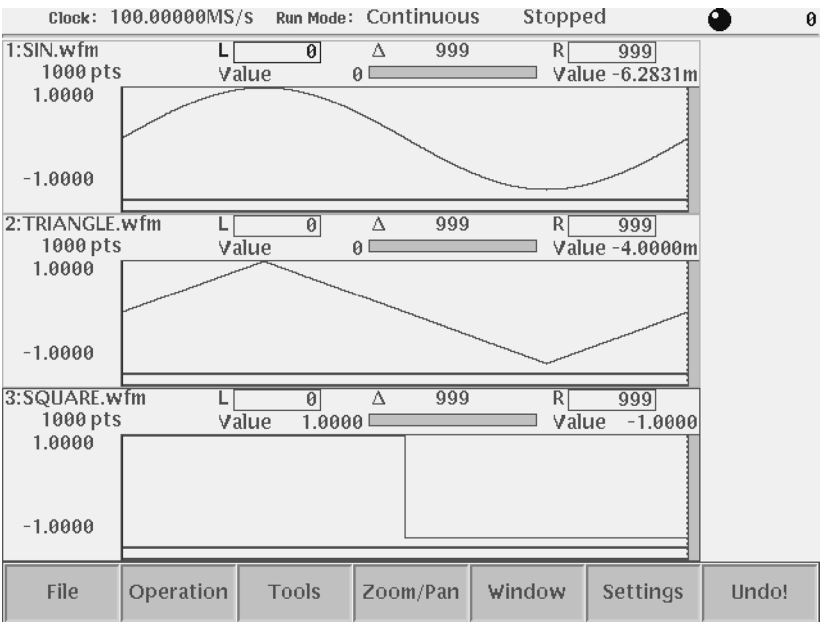 Clock: 100.00000MS/s Run Mode: Continuous Stopped 0
1:SIN.wfm L 0 Δ 999 R 999
1000 pts Value 0 Value -6.2831m
1.0000
-1.0000
2:TRIANGLE.wfm L 0 Δ 999 R 999
1000 pts Value 0 Value -4.0000m
1.0000
-1.0000
3:SQUARE.wfm L 0 Δ 999 R 999
1000 pts Value 1.0000 Value -1.0000
1.0000
-1.0000
File Operation Tools Zoom/Pan Window Settings Undo!